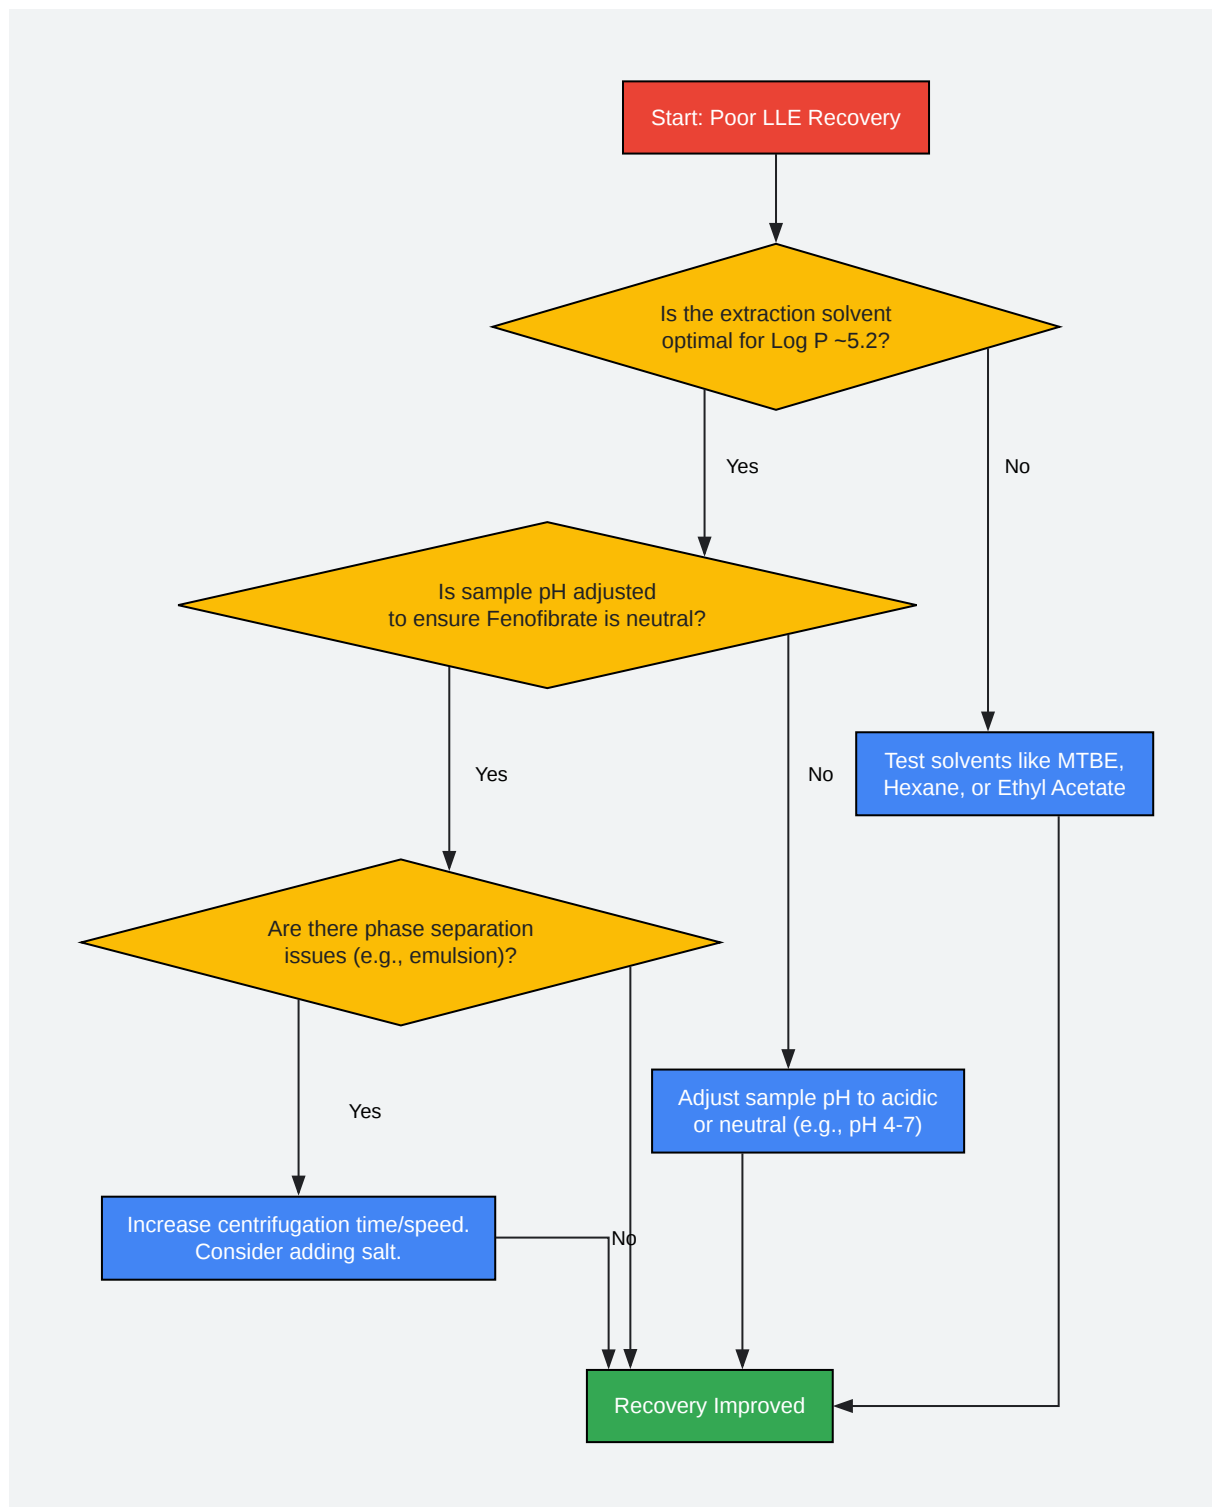 Start: Poor LLE Recovery
Is the extraction solvent
optimal for Log P ~5.2?
Yes
No
Is sample pH adjusted
to ensure Fenofibrate is neutral?
Test solvents like MTBE,
Hexane, or Ethyl Acetate
Yes
No
Are there phase separation
issues (e.g., emulsion)?
Adjust sample pH to acidic
or neutral (e.g., pH 4-7)
Yes
Increase centrifugation time/speed.
Consider adding salt.
No
Recovery Improved